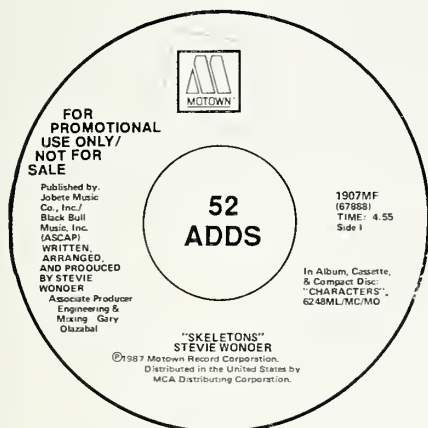 MOTOWN
FOR
PROMOTIONAL
USE ONLY/
NOT FOR
SALE
Published by.
Jobete Music
Co., Inc./
Black Bull
Music, Inc.
(ASCAP)
WRITTEN,
ARRANGED,
AND PRODUCED
BY STEVIE
WONDER
Associate Producer
Engineering &
Mixing Gary
Olazabal
52
ADDS
1907MF
(67888)
TIME: 4.55
Side I
In Album, Cassette,
& Compact Disc:
"CHARACTERS",
6248ML/MC/MO
"SKELETONS"
STEVIE WONDER
℗1987 Motown Record Corporation.
Distributed in the United States by
MCA Distributing Corporation.